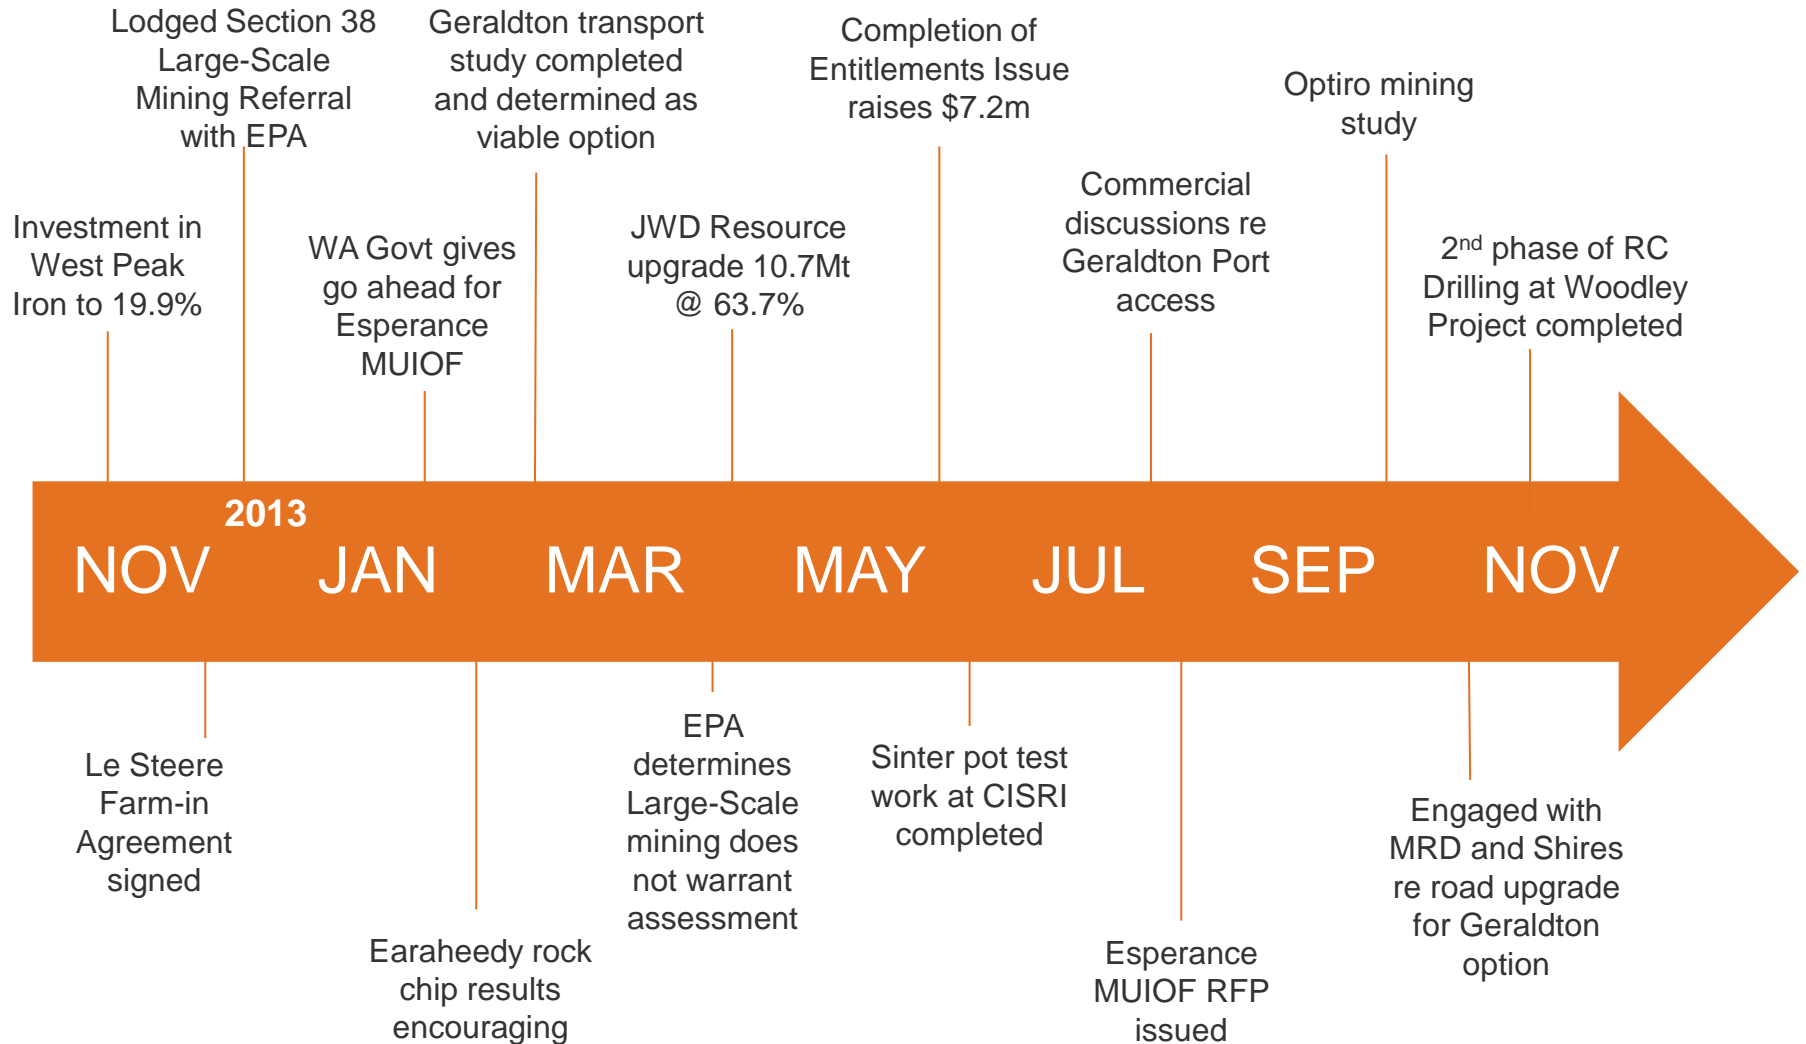 Lodged Section 38
Large-Scale
Mining Referral
with EPA
Geraldton transport
study completed
and determined as
viable option
Completion of
Entitlements Issue
raises $7.2m
Optiro mining
study
Investment in
West Peak
Iron to 19.9%
WA Govt gives
go ahead for
Esperance
MUIOF
JWD Resource
upgrade 10.7Mt
@ 63.7%
Commercial
discussions re
Geraldton Port
access
2nd phase of RC
Drilling at Woodley
Project completed
2013
NOV JAN MAR MAY JUL SEP NOV
Le Steere
Farm-in
Agreement
signed
Earaheedy rock
chip results
encouraging
EPA
determines
Large-Scale
mining does
not warrant
assessment
Sinter pot test
work at CISRI
completed
Esperance
MUIOF RFP
issued
Engaged with
MRD and Shires
re road upgrade
for Geraldton
option